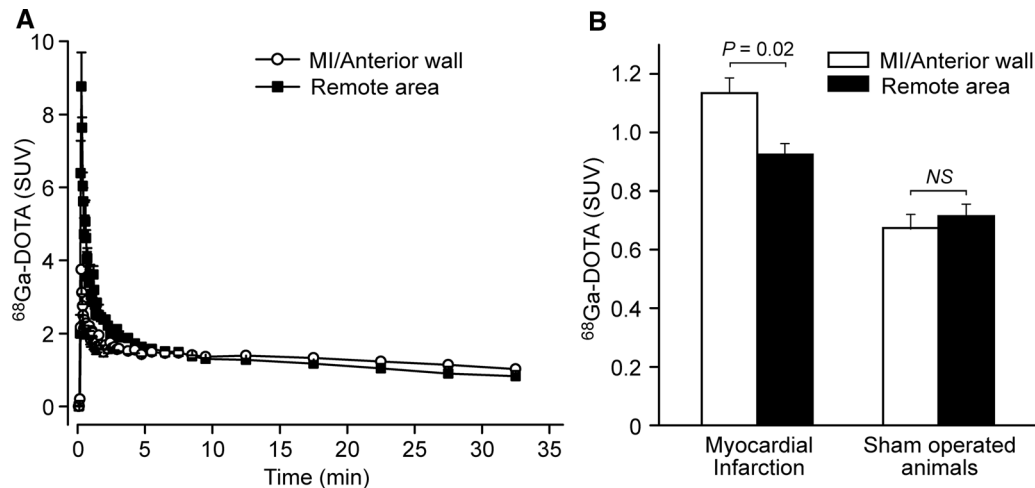 A
10
8
6
4
2
0
⁶⁸Ga-DOTA (SUV)
MI/Anterior wall
Remote area
0 5 10 15 20 25 30 35
Time (min)
B
1.2
1.0
0.8
0.6
0.4
0.2
0
⁶⁸Ga-DOTA (SUV)
P = 0.02
MI/Anterior wall
Remote area
NS
Myocardial
Infarction
Sham operated
animals